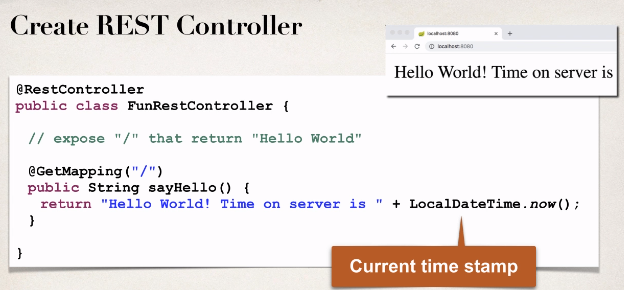 Create REST Controller
localhost:8080
localhost:8080
Hello World! Time on server is
@RestController
public class FunRestController {
// expose "/" that return "Hello World"
@GetMapping("/")
public String sayHello() {
return "Hello World! Time on server is " + LocalDateTime.now();
}
}
Current time stamp